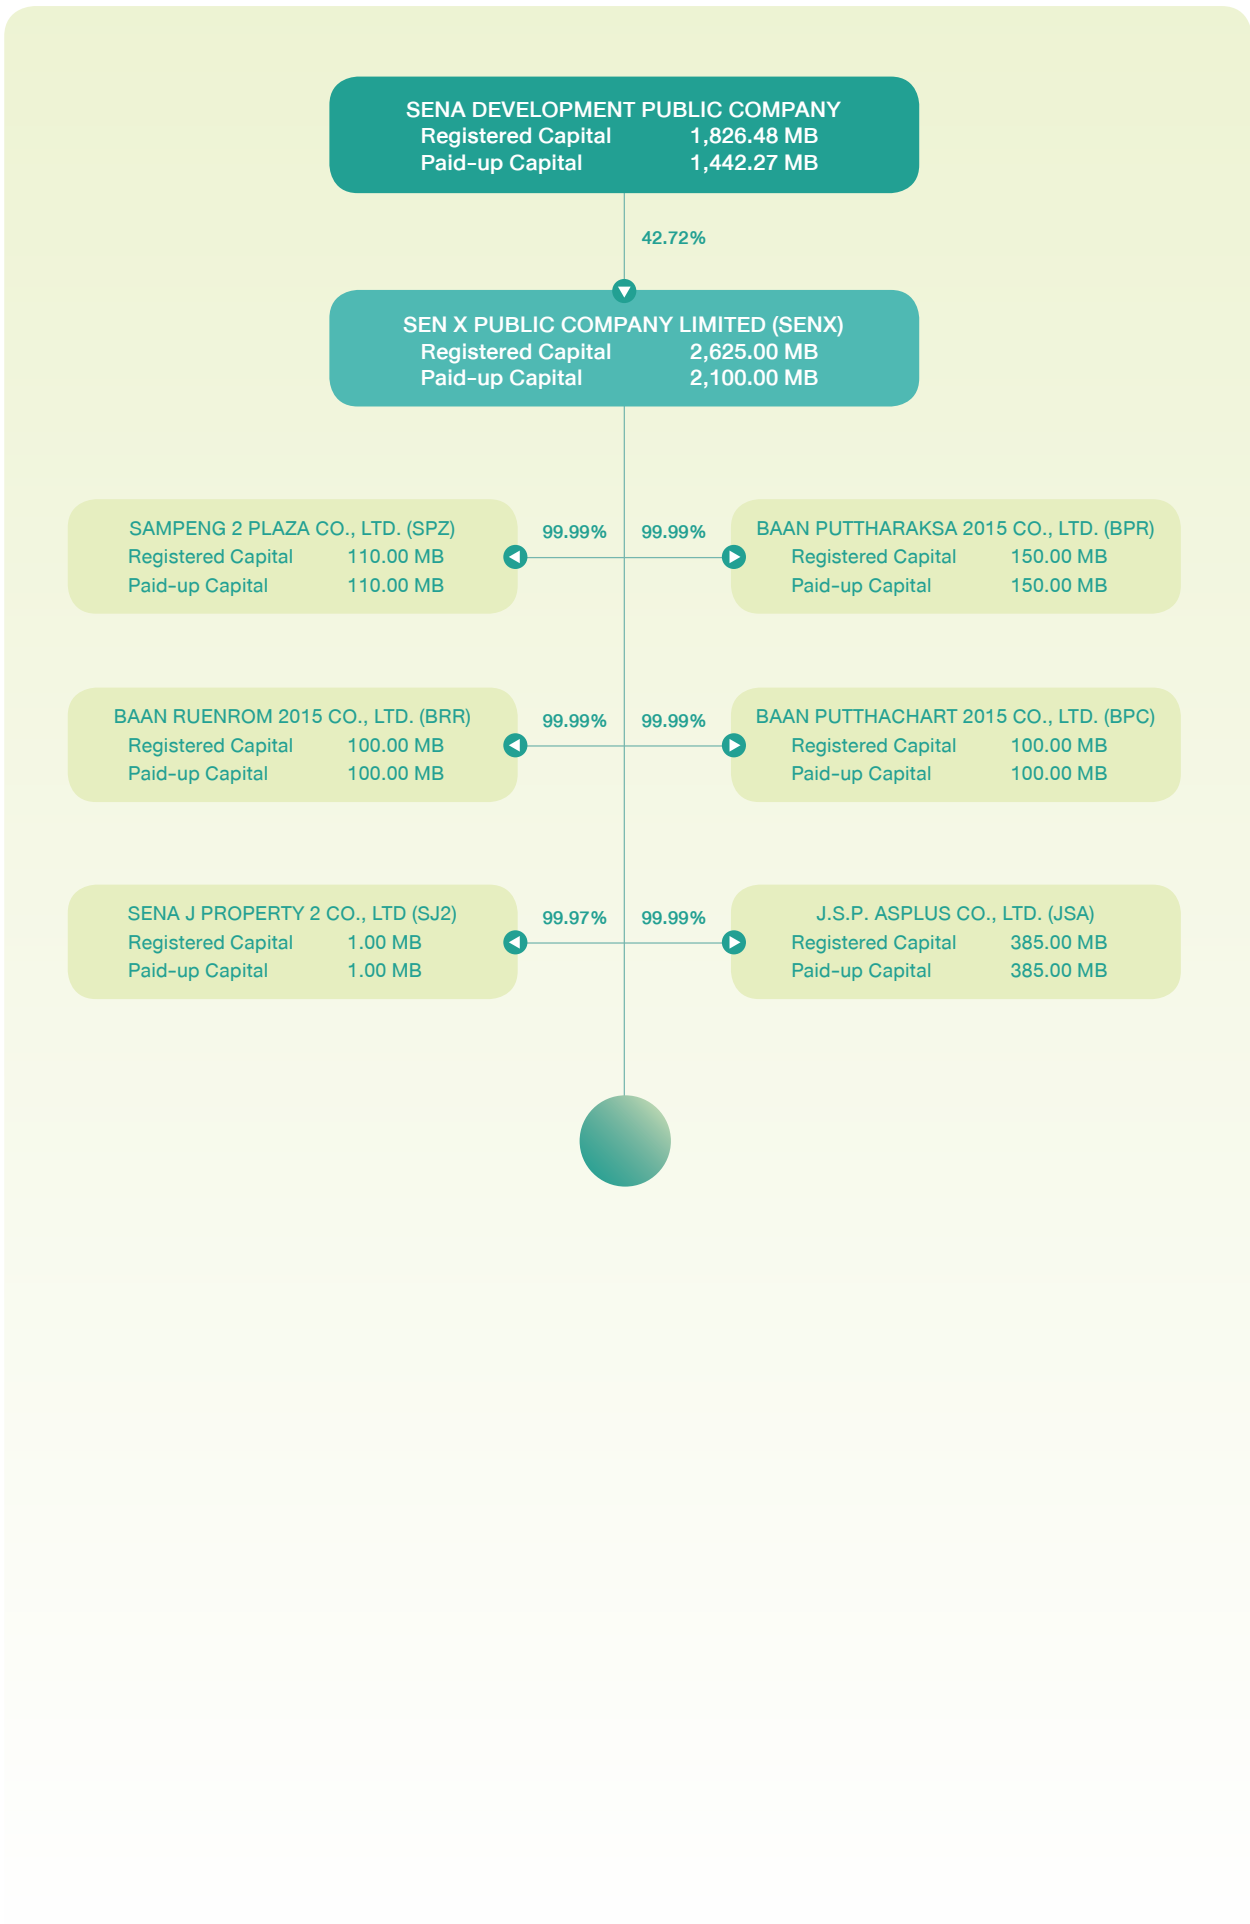 SENA DEVELOPMENT PUBLIC COMPANY
Registered Capital 1,826.48 MB
Paid-up Capital 1,442.27 MB
42.72%
SEN X PUBLIC COMPANY LIMITED (SENX)
Registered Capital 2,625.00 MB
Paid-up Capital 2,100.00 MB
SAMPENG 2 PLAZA CO., LTD. (SPZ)
Registered Capital 110.00 MB
Paid-up Capital 110.00 MB
99.99% 99.99%
BAAN PUTTHARAKSA 2015 CO., LTD. (BPR)
Registered Capital 150.00 MB
Paid-up Capital 150.00 MB
BAAN RUENROM 2015 CO., LTD. (BRR)
Registered Capital 100.00 MB
Paid-up Capital 100.00 MB
99.99% 99.99%
BAAN PUTTHACHART 2015 CO., LTD. (BPC)
Registered Capital 100.00 MB
Paid-up Capital 100.00 MB
SENA J PROPERTY 2 CO., LTD (SJ2)
Registered Capital 1.00 MB
Paid-up Capital 1.00 MB
99.97% 99.99%
J.S.P. ASPLUS CO., LTD. (JSA)
Registered Capital 385.00 MB
Paid-up Capital 385.00 MB